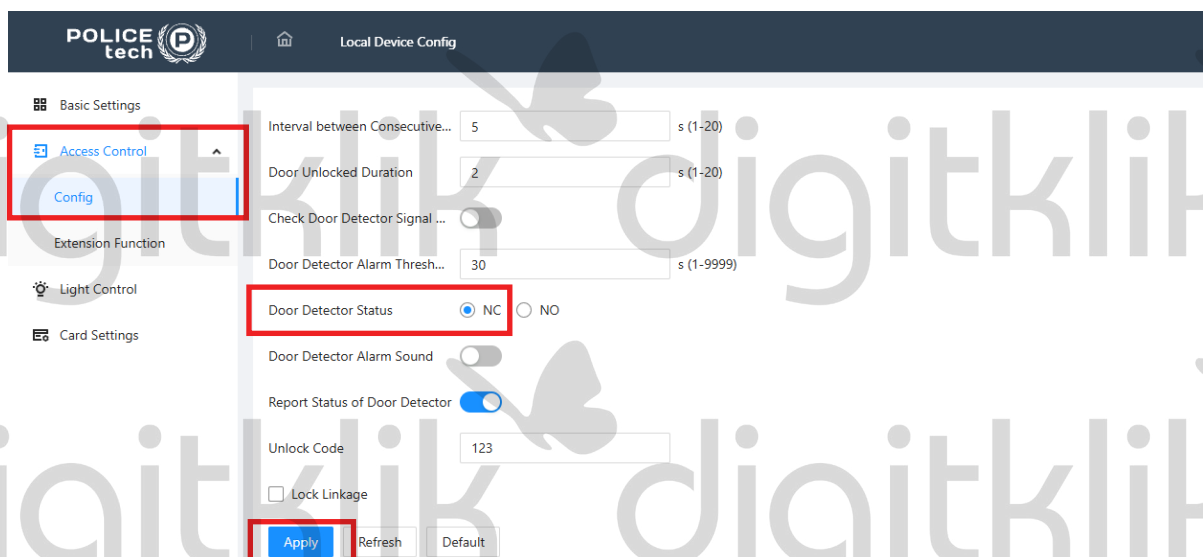 POLICE tech P
Local Device Config
Basic Settings
Access Control
Config
Extension Function
Light Control
Card Settings
Interval between Consecutive... 5 s (1-20)
Door Unlocked Duration 2 s (1-20)
Check Door Detector Signal ...
Door Detector Alarm Thresh... 30 s (1-9999)
Door Detector Status NC NO
Door Detector Alarm Sound
Report Status of Door Detector
Unlock Code 123
Lock Linkage
Apply Refresh Default
igitklik digitklik
igitklik digitklik